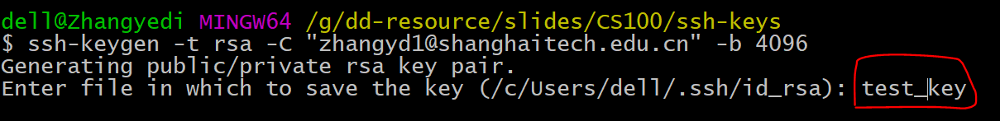 dell@Zhangyedi MINGW64 /g/dd-resource/slides/CS100/ssh-keys
$ ssh-keygen -t rsa -C "zhangyd1@shanghaitech.edu.cn" -b 4096
Generating public/private rsa key pair.
Enter file in which to save the key (/c/Users/dell/.ssh/id_rsa): test_key